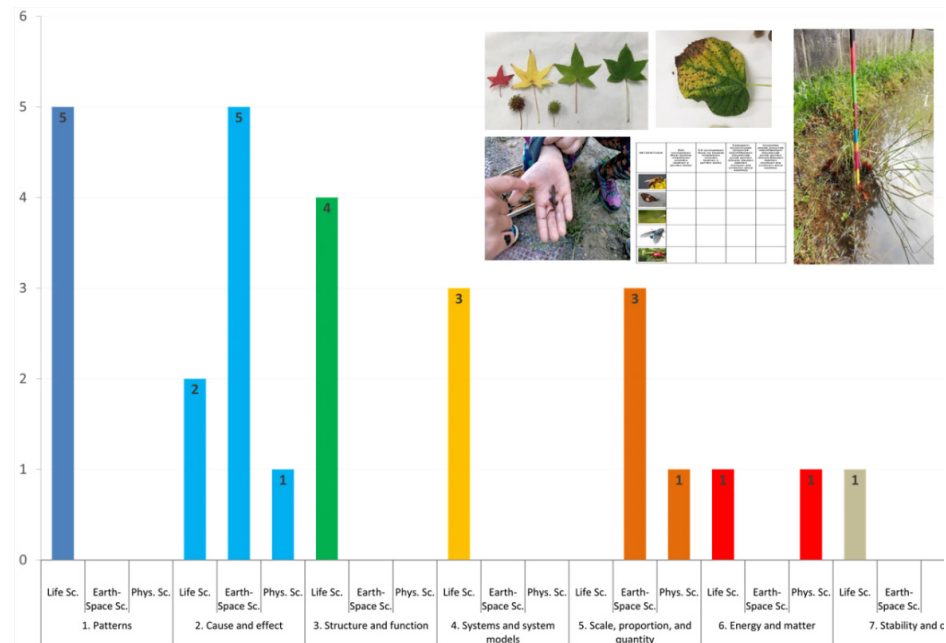 6
5
4
3
2
1
0
5
2
5
1
4
3
3
1
1
1
1
Life Sc. Earth-Space Sc. Phys. Sc. Life Sc. Earth-Space Sc. Phys. Sc. Life Sc. Earth-Space Sc. Phys. Sc. Life Sc. Earth-Space Sc. Phys. Sc. Life Sc. Earth-Space Sc. Phys. Sc. Life Sc. Earth-Space Sc. Phys. Sc. Life Sc. Earth-Space Sc. Phys.
1. Patterns
2. Cause and effect
3. Structure and function
4. Systems and system
models
5. Scale, proportion, and
quantity
6. Energy and matter
7. Stability and c